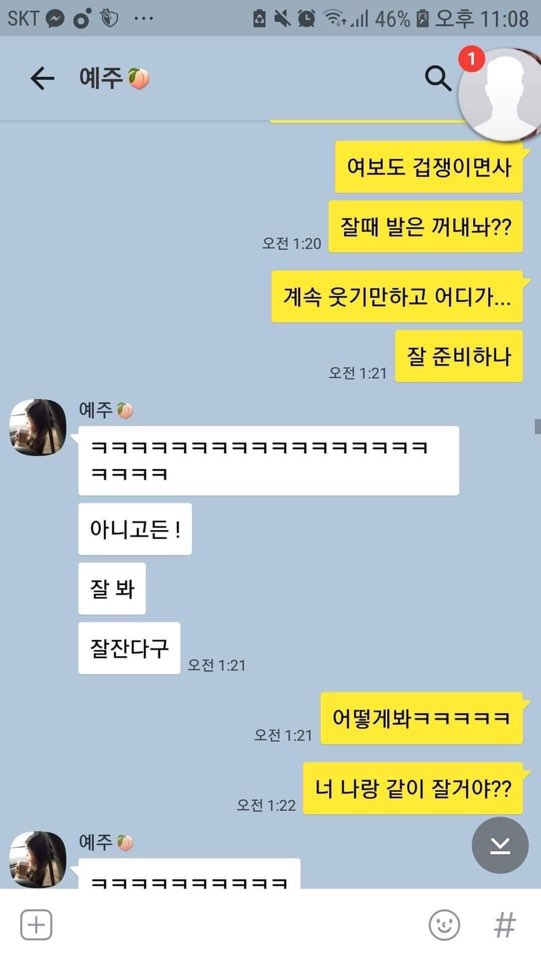 SKT ... 46% 오후 11:08
예주🍑
1
여보도 겁쟁이면사
잘때 발은 꺼내놔??
오전 1:20
계속 웃기만하고 어디가...
잘 준비하나
오전 1:21
예주🍑
ㅋㅋㅋㅋㅋㅋㅋㅋㅋㅋㅋㅋㅋㅋㅋㅋㅋ
ㅋㅋㅋㅋ
아니고든 !
잘 봐
잘잔다구
오전 1:21
어떻게봐ㅋㅋㅋㅋㅋ
오전 1:21
너 나랑 같이 잘거야??
오전 1:22
예주🍑
ㅋㅋㅋㅋㅋㅋㅋㅋㅋㅋ